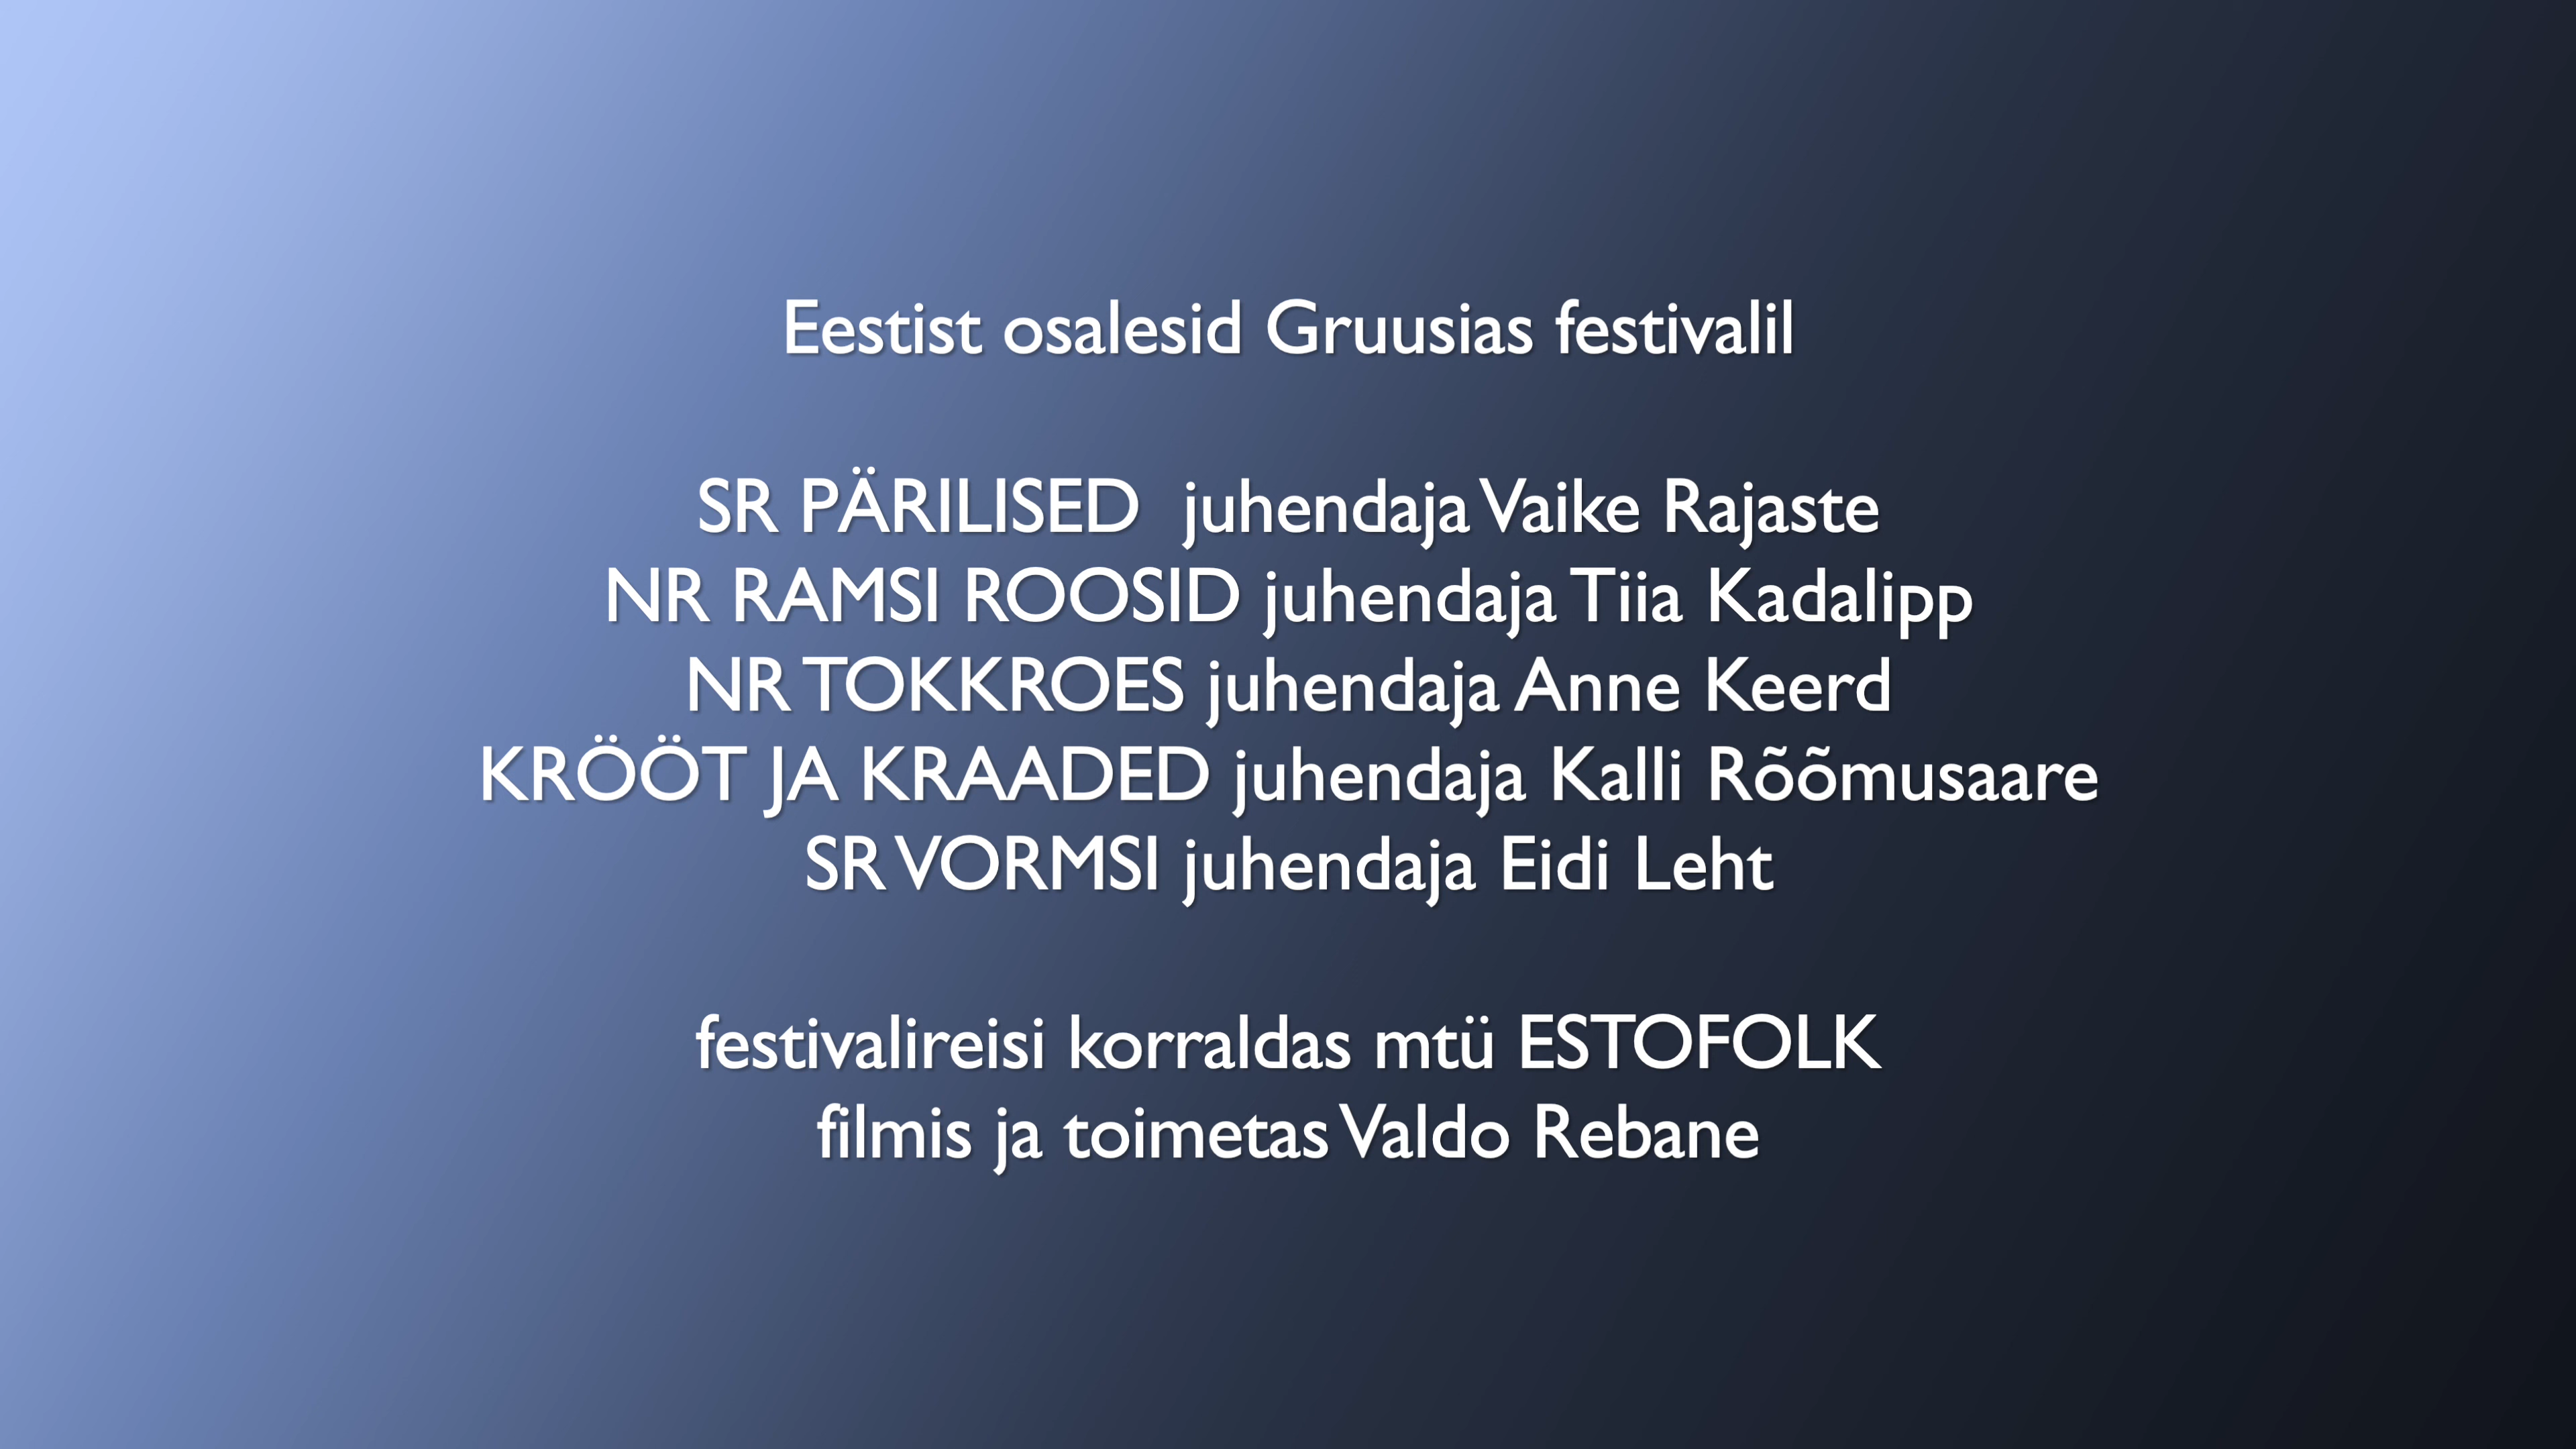 Eestist osalesid Gruusias festivalil
SR PÄRILISED juhendaja Vaike Rajaste
NR RAMSI ROOSID juhendaja Tiia Kadalipp
NR TOKKROES juhendaja Anne Keerd
KRÖÖT JA KRAADED juhendaja Kalli Rõõmusaare
SR VORMSI juhendaja Eidi Leht
festivalireisi korraldas mtü ESTOFOLK
filmis ja toimetas Valdo Rebane